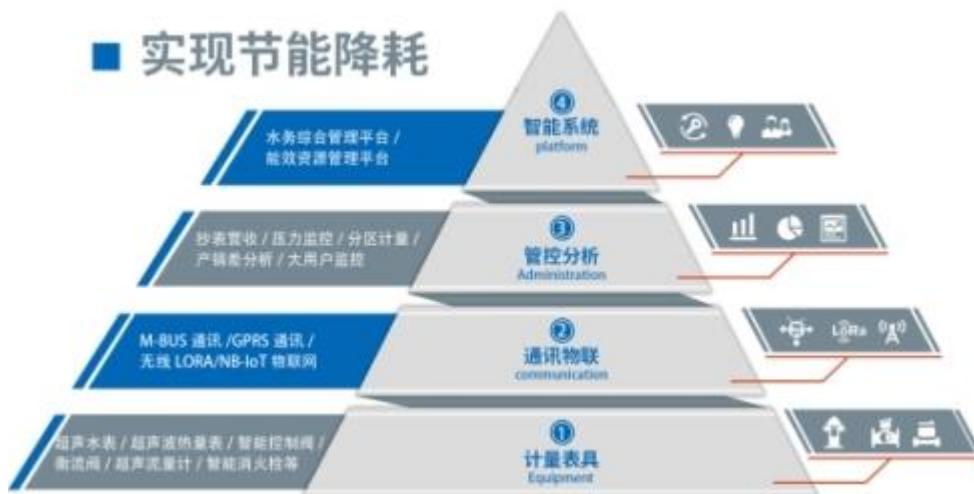 实现节能降耗
④
智能系统
platform
水务综合管理平台 /
能效资源管理平台
③
管控分析
Administration
抄表营收 / 压力监控 / 分区计量 /
产销差分析 / 大用户监控
②
通讯物联
communication
M-BUS 通讯 /GPRS 通讯 /
无线 LORA/NB-IoT 物联网
LoRa
①
计量表具
Equipment
超声水表 / 超声波热量表 / 智能控制阀 /
衡流阀 / 超声流量计 / 智能消火栓等